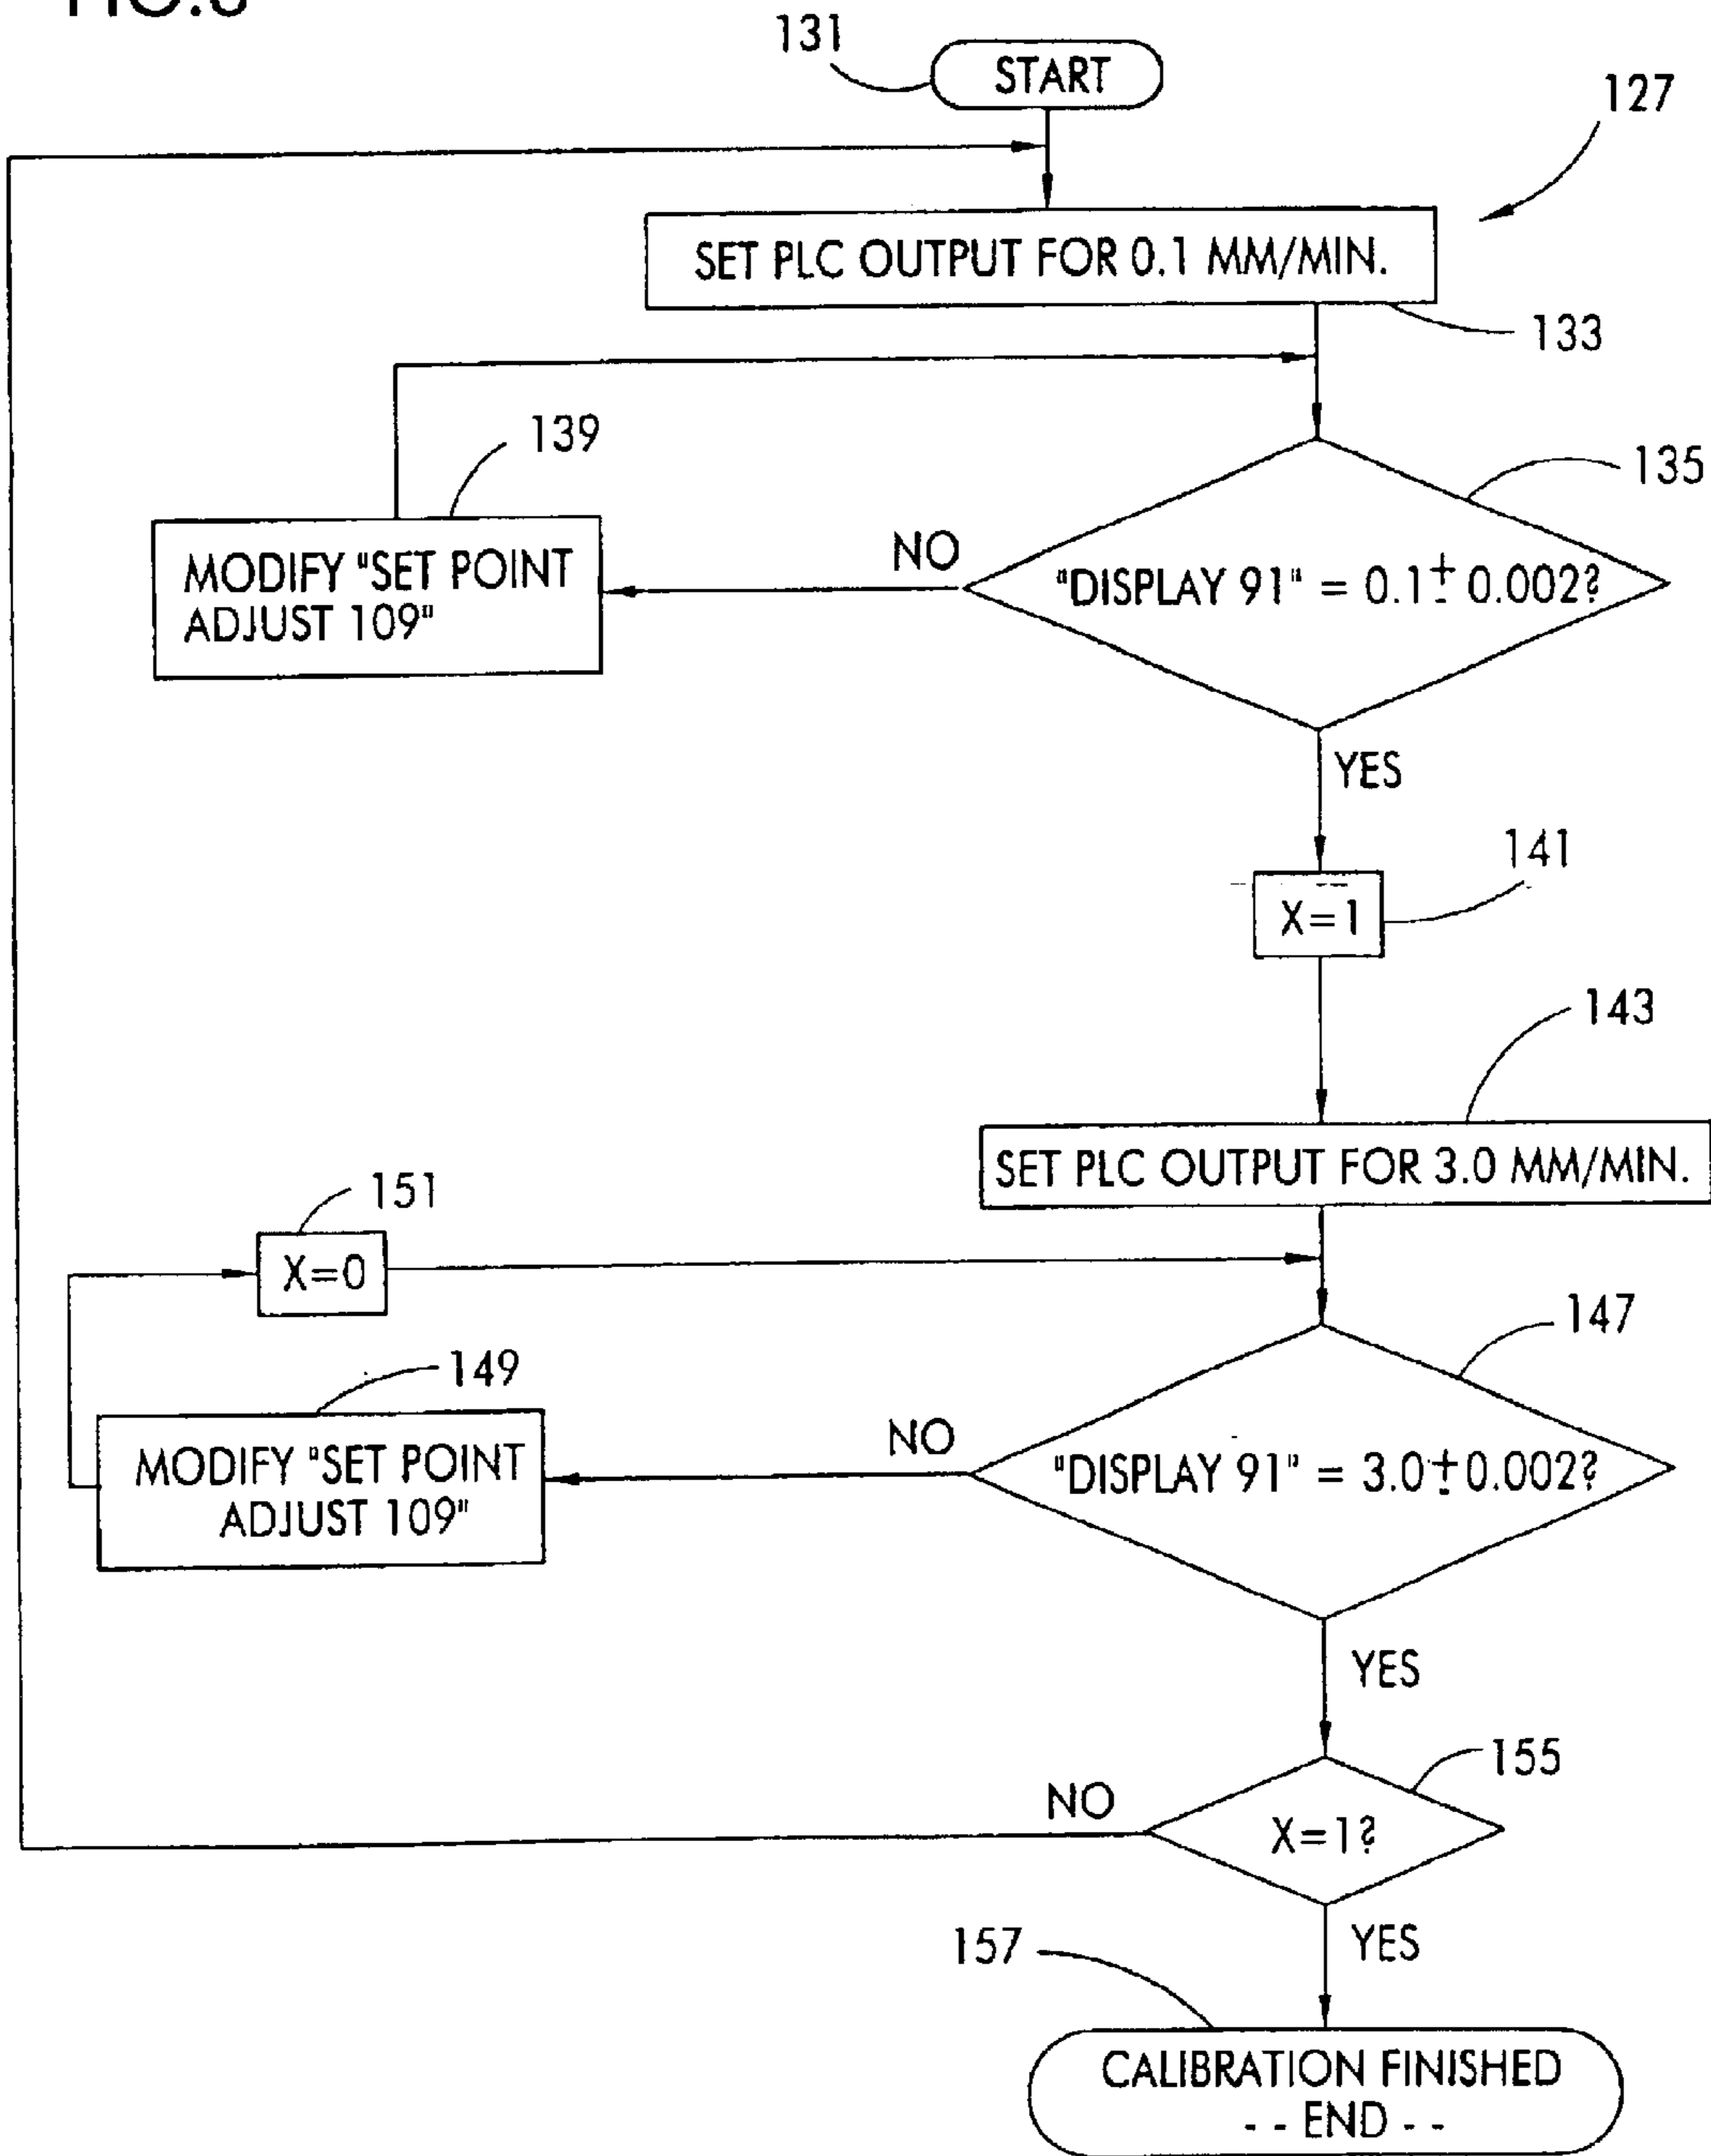 131
START
127
SET PLC OUTPUT FOR 0.1 MM/MIN.
133
139
135
MODIFY "SET POINT
ADJUST 109"
NO
"DISPLAY 91" = 0.1 ± 0.002?
YES
141
X=1
143
SET PLC OUTPUT FOR 3.0 MM/MIN.
151
X=0
147
149
MODIFY "SET POINT
ADJUST 109"
NO
"DISPLAY 91" = 3.0 ± 0.002?
YES
155
NO
X=1?
YES
157
CALIBRATION FINISHED
- - END - -